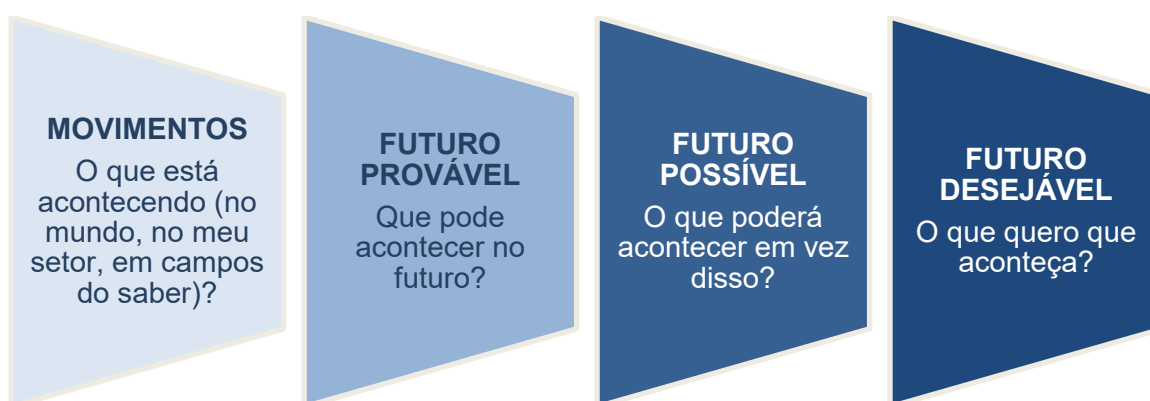 MOVIMENTOS
O que está
acontecendo (no
mundo, no meu
setor, em campos
do saber)?
FUTURO
PROVÁVEL
Que pode
acontecer no
futuro?
FUTURO
POSSÍVEL
O que poderá
acontecer em vez
disso?
FUTURO
DESEJÁVEL
O que quero que
aconteça?